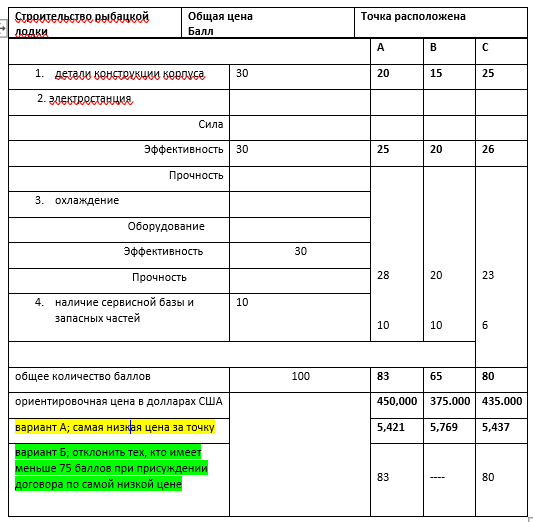 Строительство рыбацкой лодки Общая цена Балл Точка расположена
A B C
1. детали конструкции корпуса 30 20 15 25
2. электростанция
Сила
Эффективность 30 25 20 26
Прочность
3. охлаждение
Оборудование
Эффективность 30
Прочность 28 20 23
4. наличие сервисной базы и запасных частей 10 10 10 6
общее количество баллов 100 83 65 80
ориентировочная цена в долларах США 450,000 375.000 435.000
вариант А; самая низкая цена за точку 5,421 5,769 5,437
вариант Б; отклонить тех, кто имеет
меньше 75 баллов при присуждении
договора по самой низкой цене 83 ---- 80